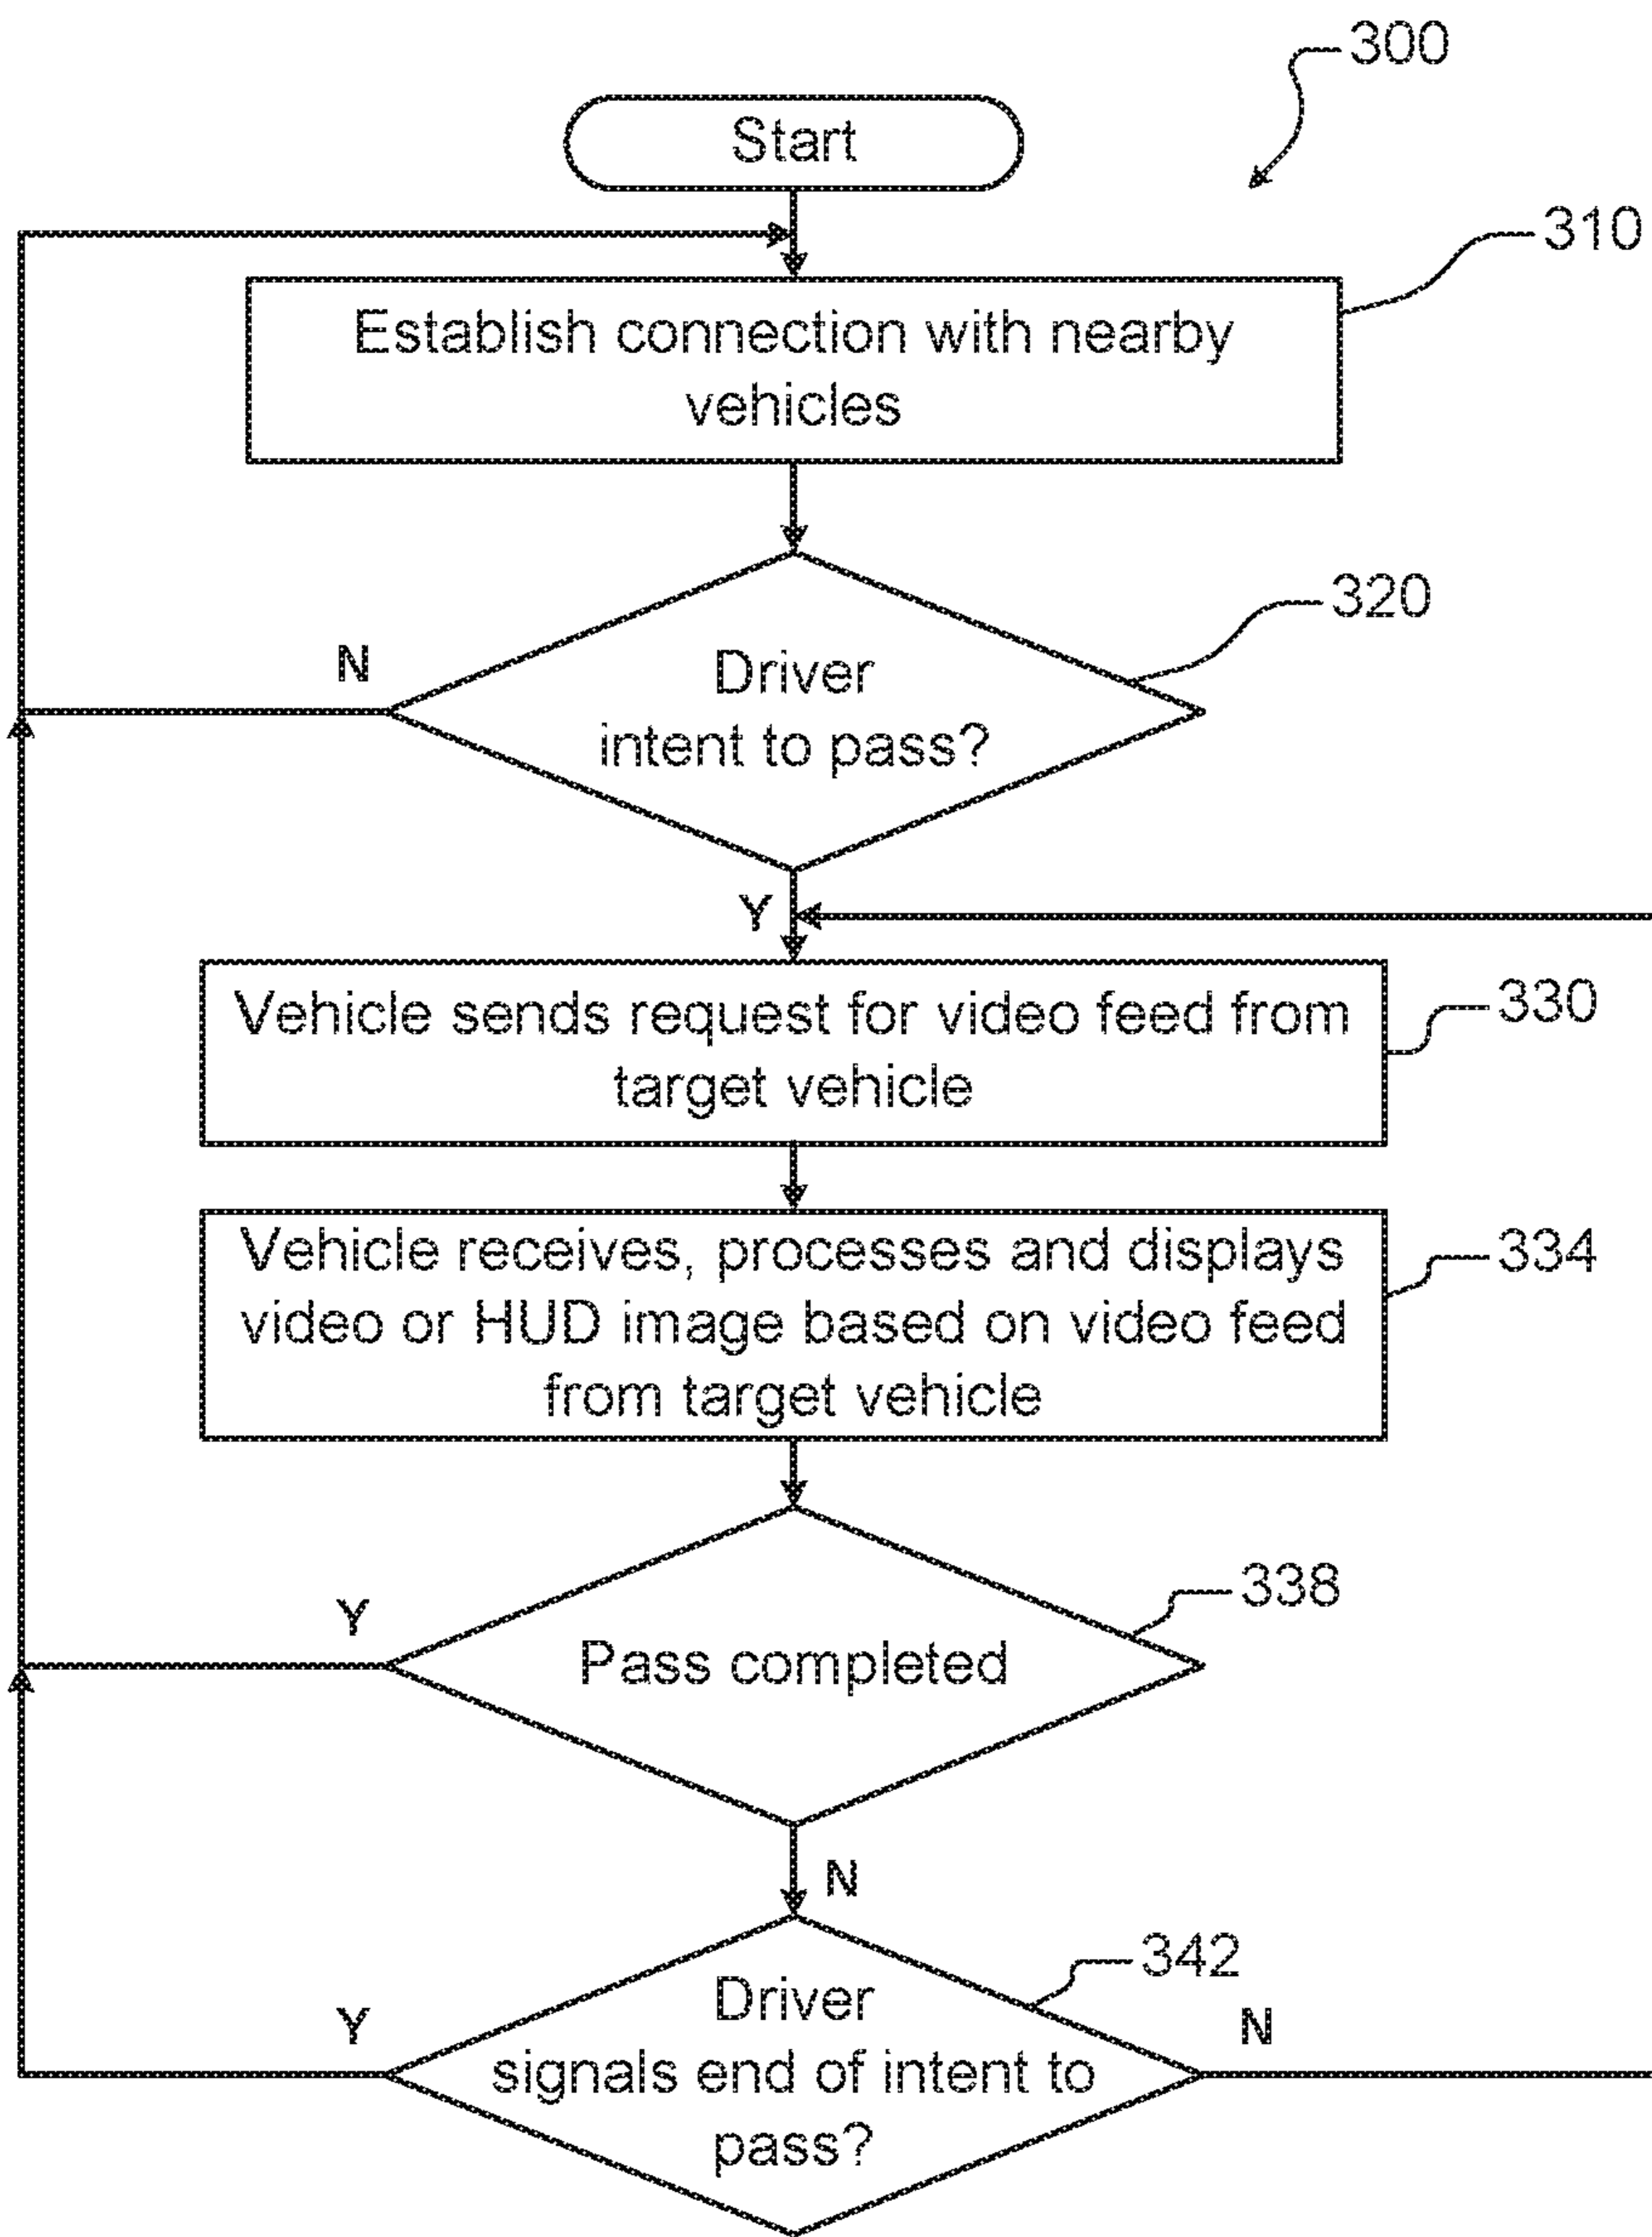 300
Start
310
Establish connection with nearby
vehicles
320
N
Driver
intent to pass?
Y
Vehicle sends request for video feed from
target vehicle
330
Vehicle receives, processes and displays
video or HUD image based on video feed
from target vehicle
334
338
Y
Pass completed
N
342
Y
Driver
signals end of intent to
pass?
N